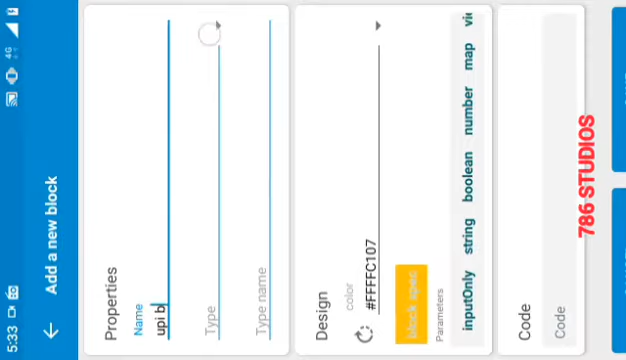 5:33
4G
Add a new block
Properties
Name
upi b
Type
Type name
Design
color
#FFFFC107
block spec
Parameters
inputOnly string boolean number map
Code
Code
786 STUDIOS